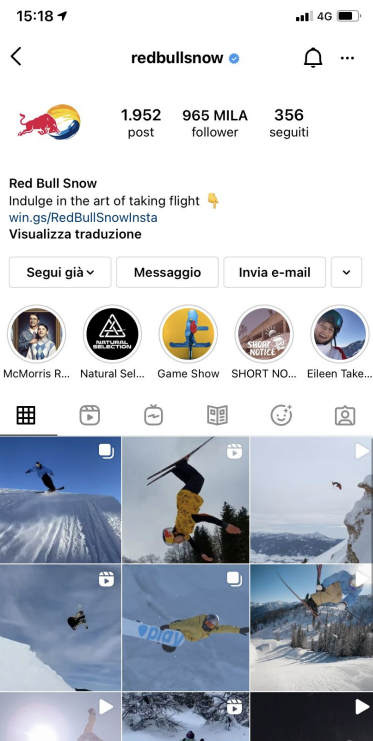 15:18
4G
redbullsnow
1.952
965 MILA
356
post
follower
seguiti
Red Bull Snow
Indulge in the art of taking flight 👇
win.gs/RedBullSnowInsta
Visualizza traduzione
Segui già
Messaggio
Invia e-mail
NATURAL
SELECTION
SHORT
NOTICE
McMorris R...
Natural Sel...
Game Show
SHORT NO...
Eileen Take...
play